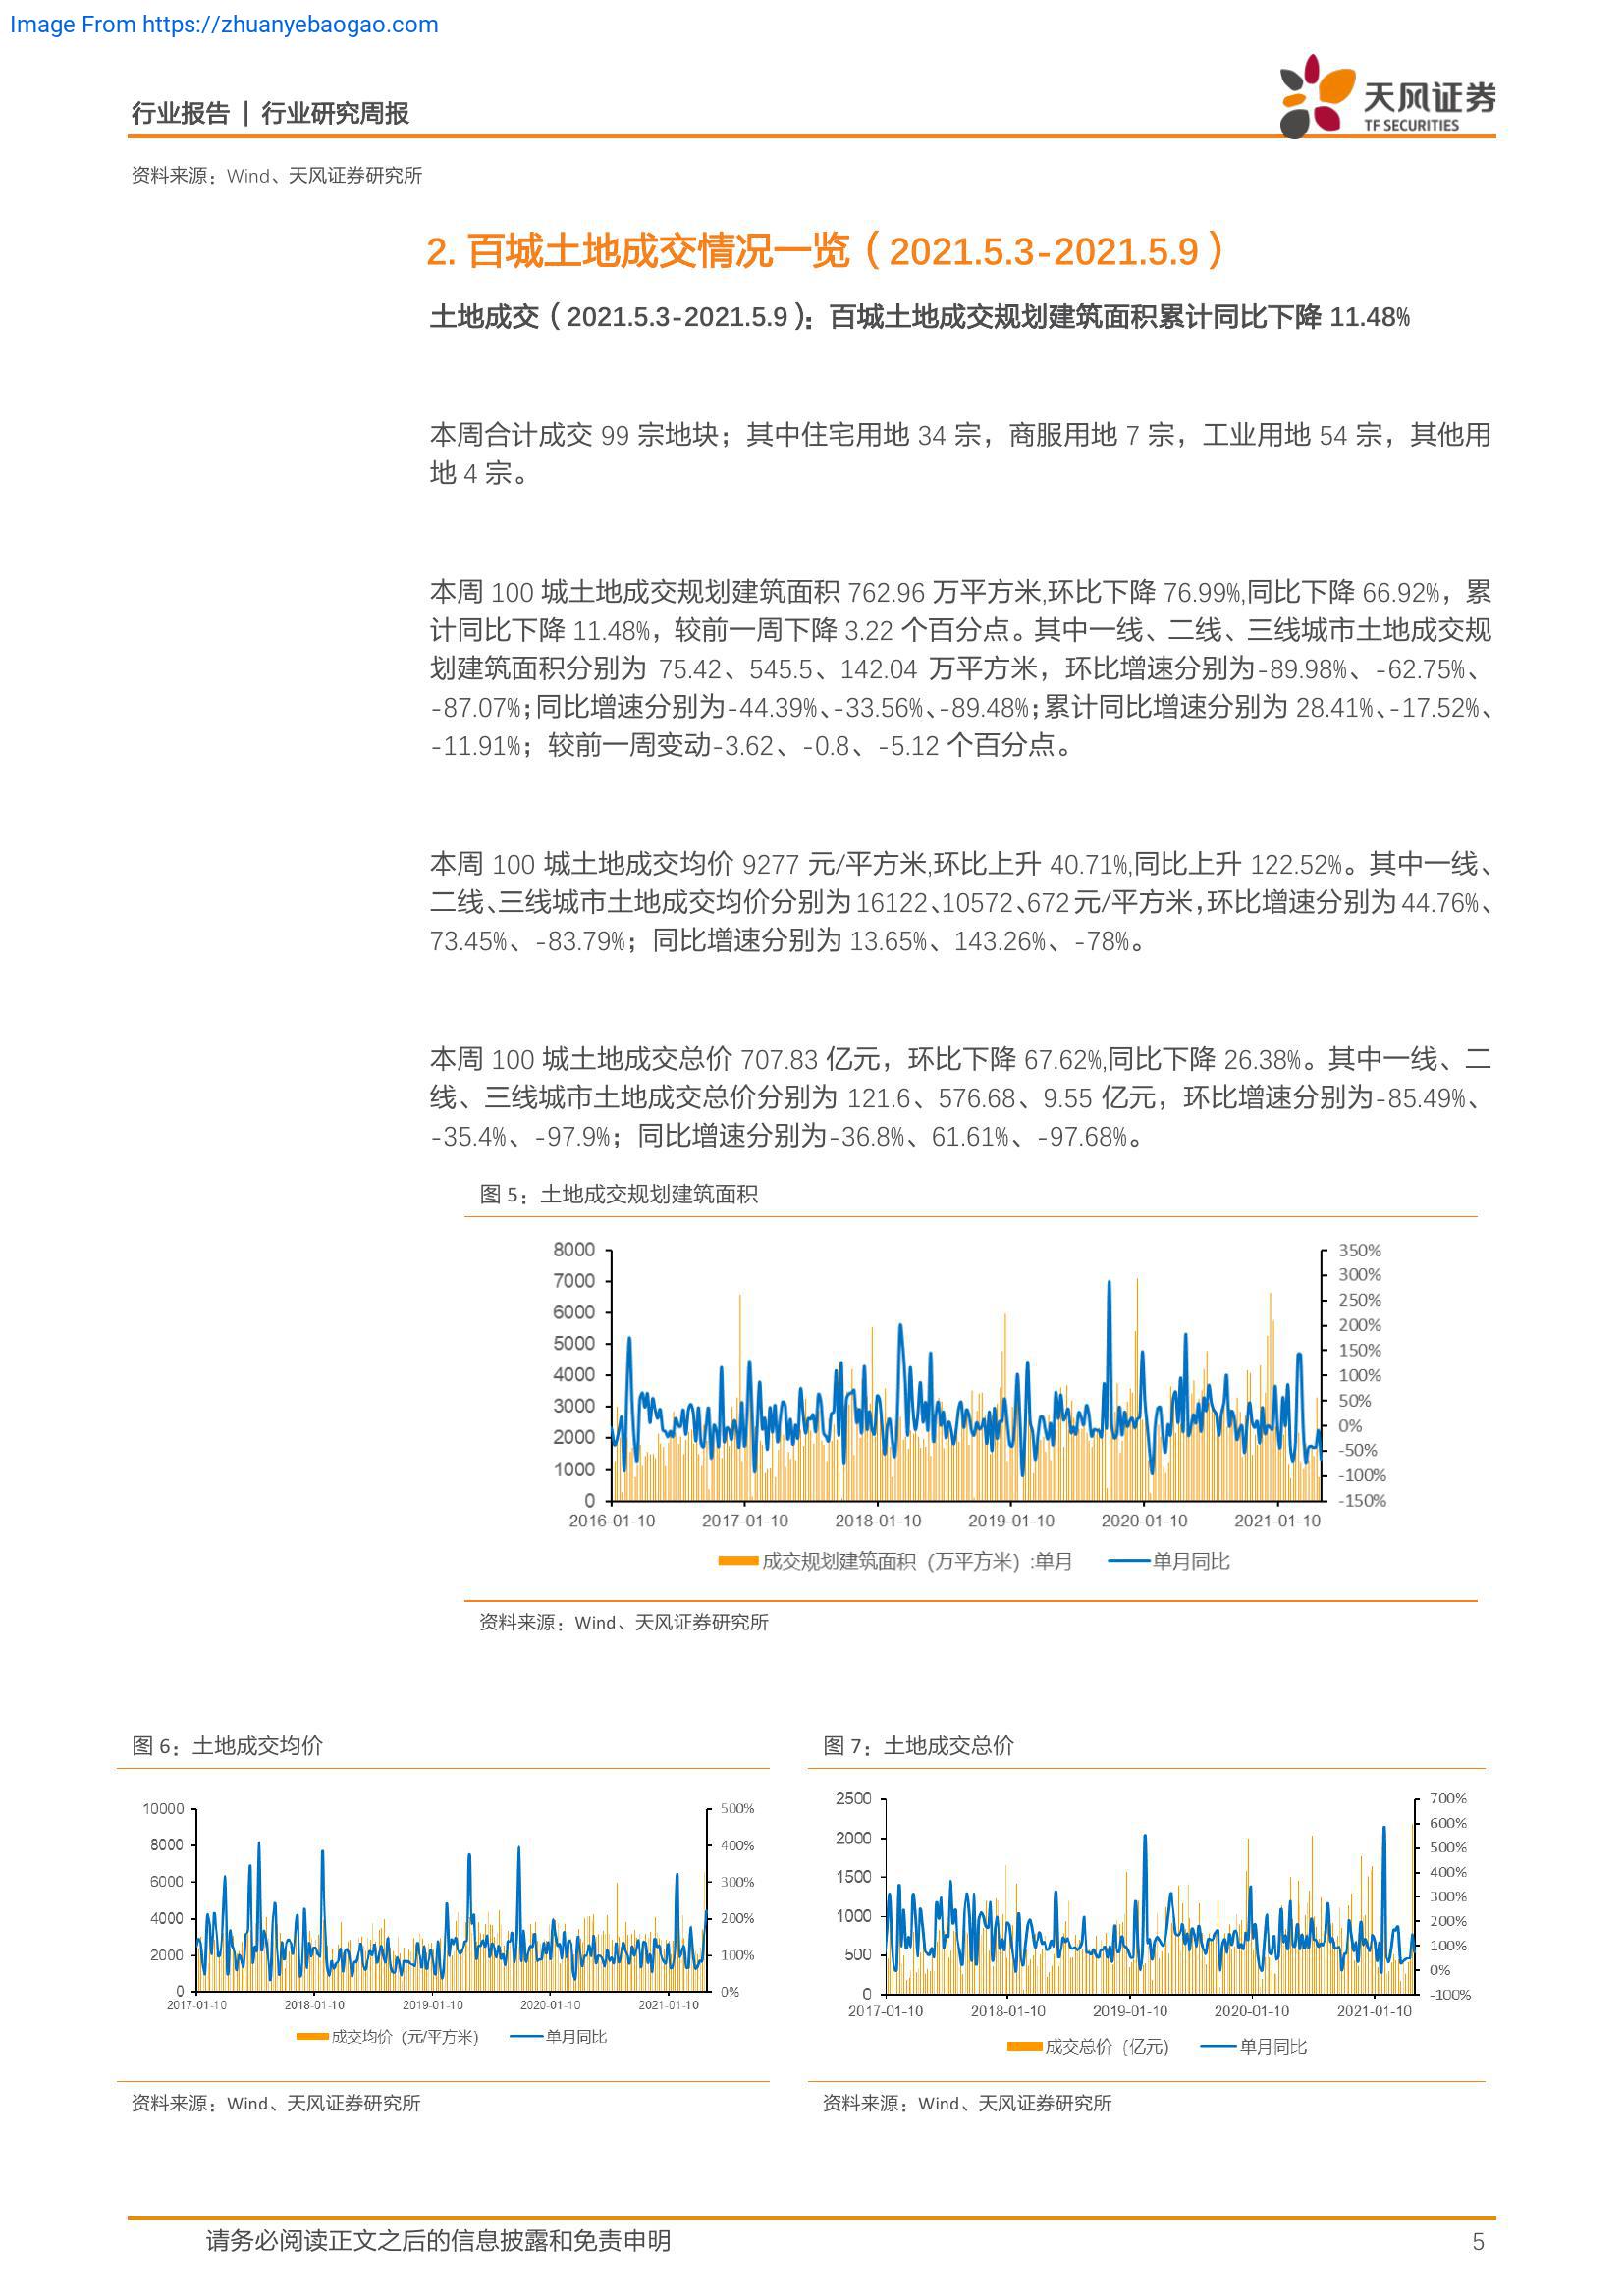 Image From https://zhuanyebaogao.com
行业报告 | 行业研究周报
天风证券
TF SECURITIES
资料来源：Wind、天风证券研究所
2. 百城土地成交情况一览（2021.5.3-2021.5.9）
土地成交（2021.5.3-2021.5.9）：百城土地成交规划建筑面积累计同比下降 11.48%
本周合计成交 99 宗地块；其中住宅用地 34 宗，商服用地 7 宗，工业用地 54 宗，其他用
地 4 宗。
本周 100 城土地成交规划建筑面积 762.96 万平方米,环比下降 76.99%,同比下降 66.92%，累
计同比下降 11.48%，较前一周下降 3.22 个百分点。其中一线、二线、三线城市土地成交规
划建筑面积分别为 75.42、545.5、142.04 万平方米，环比增速分别为-89.98%、-62.75%、
-87.07%；同比增速分别为-44.39%、-33.56%、-89.48%；累计同比增速分别为 28.41%、-17.52%、
-11.91%；较前一周变动-3.62、-0.8、-5.12 个百分点。
本周 100 城土地成交均价 9277 元/平方米,环比上升 40.71%,同比上升 122.52%。其中一线、
二线、三线城市土地成交均价分别为 16122、10572、672 元/平方米，环比增速分别为 44.76%、
73.45%、-83.79%；同比增速分别为 13.65%、143.26%、-78%。
本周 100 城土地成交总价 707.83 亿元，环比下降 67.62%,同比下降 26.38%。其中一线、二
线、三线城市土地成交总价分别为 121.6、576.68、9.55 亿元，环比增速分别为-85.49%、
-35.4%、-97.9%；同比增速分别为-36.8%、61.61%、-97.68%。
图 5：土地成交规划建筑面积
8000 350%
7000 300%
6000 250%
5000 200%
4000 150%
3000 100%
2000 50%
1000 0%
0 -50%
-100%
-150%
2016-01-10 2017-01-10 2018-01-10 2019-01-10 2020-01-10 2021-01-10
成交规划建筑面积（万平方米）:单月 单月同比
资料来源：Wind、天风证券研究所
图 6：土地成交均价
10000 500%
8000 400%
6000 300%
4000 200%
2000 100%
0 0%
2017-01-10 2018-01-10 2019-01-10 2020-01-10 2021-01-10
成交均价（元/平方米） 单月同比
资料来源：Wind、天风证券研究所
图 7：土地成交总价
2500 700%
2000 600%
1500 500%
1000 400%
500 300%
0 200%
100%
0%
-100%
2017-01-10 2018-01-10 2019-01-10 2020-01-10 2021-01-10
成交总价（亿元） 单月同比
资料来源：Wind、天风证券研究所
请务必阅读正文之后的信息披露和免责申明 5